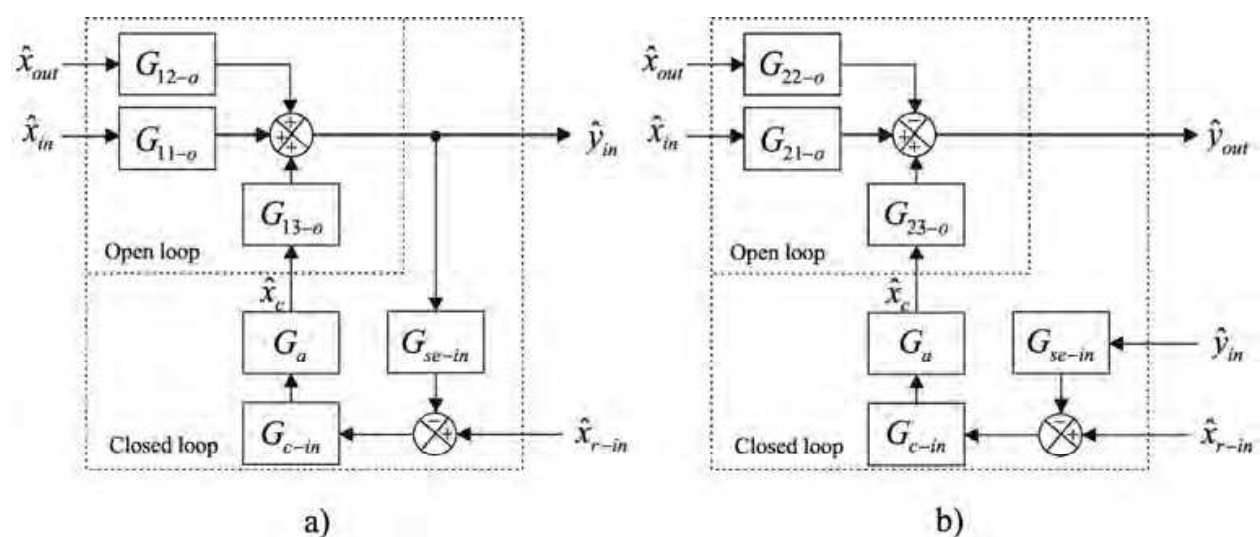 x̂out G12−o
x̂in G11−o + + + ŷin
G13−o
Open loop
x̂c
Ga Gse−in
Closed loop Gc−in − + x̂r−in
a)
x̂out G22−o
x̂in G21−o − + + ŷout
G23−o
Open loop
x̂c
Ga Gse−in ŷin
Closed loop Gc−in − + x̂r−in
b)